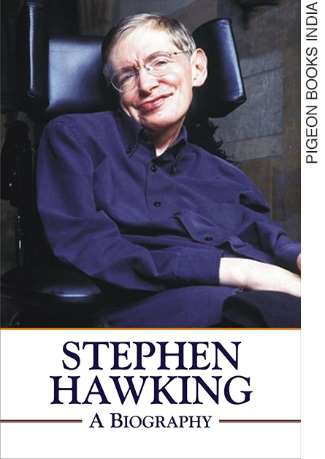 PIGEON BOOKS INDIA
STEPHEN
HAWKING
A BIOGRAPHY